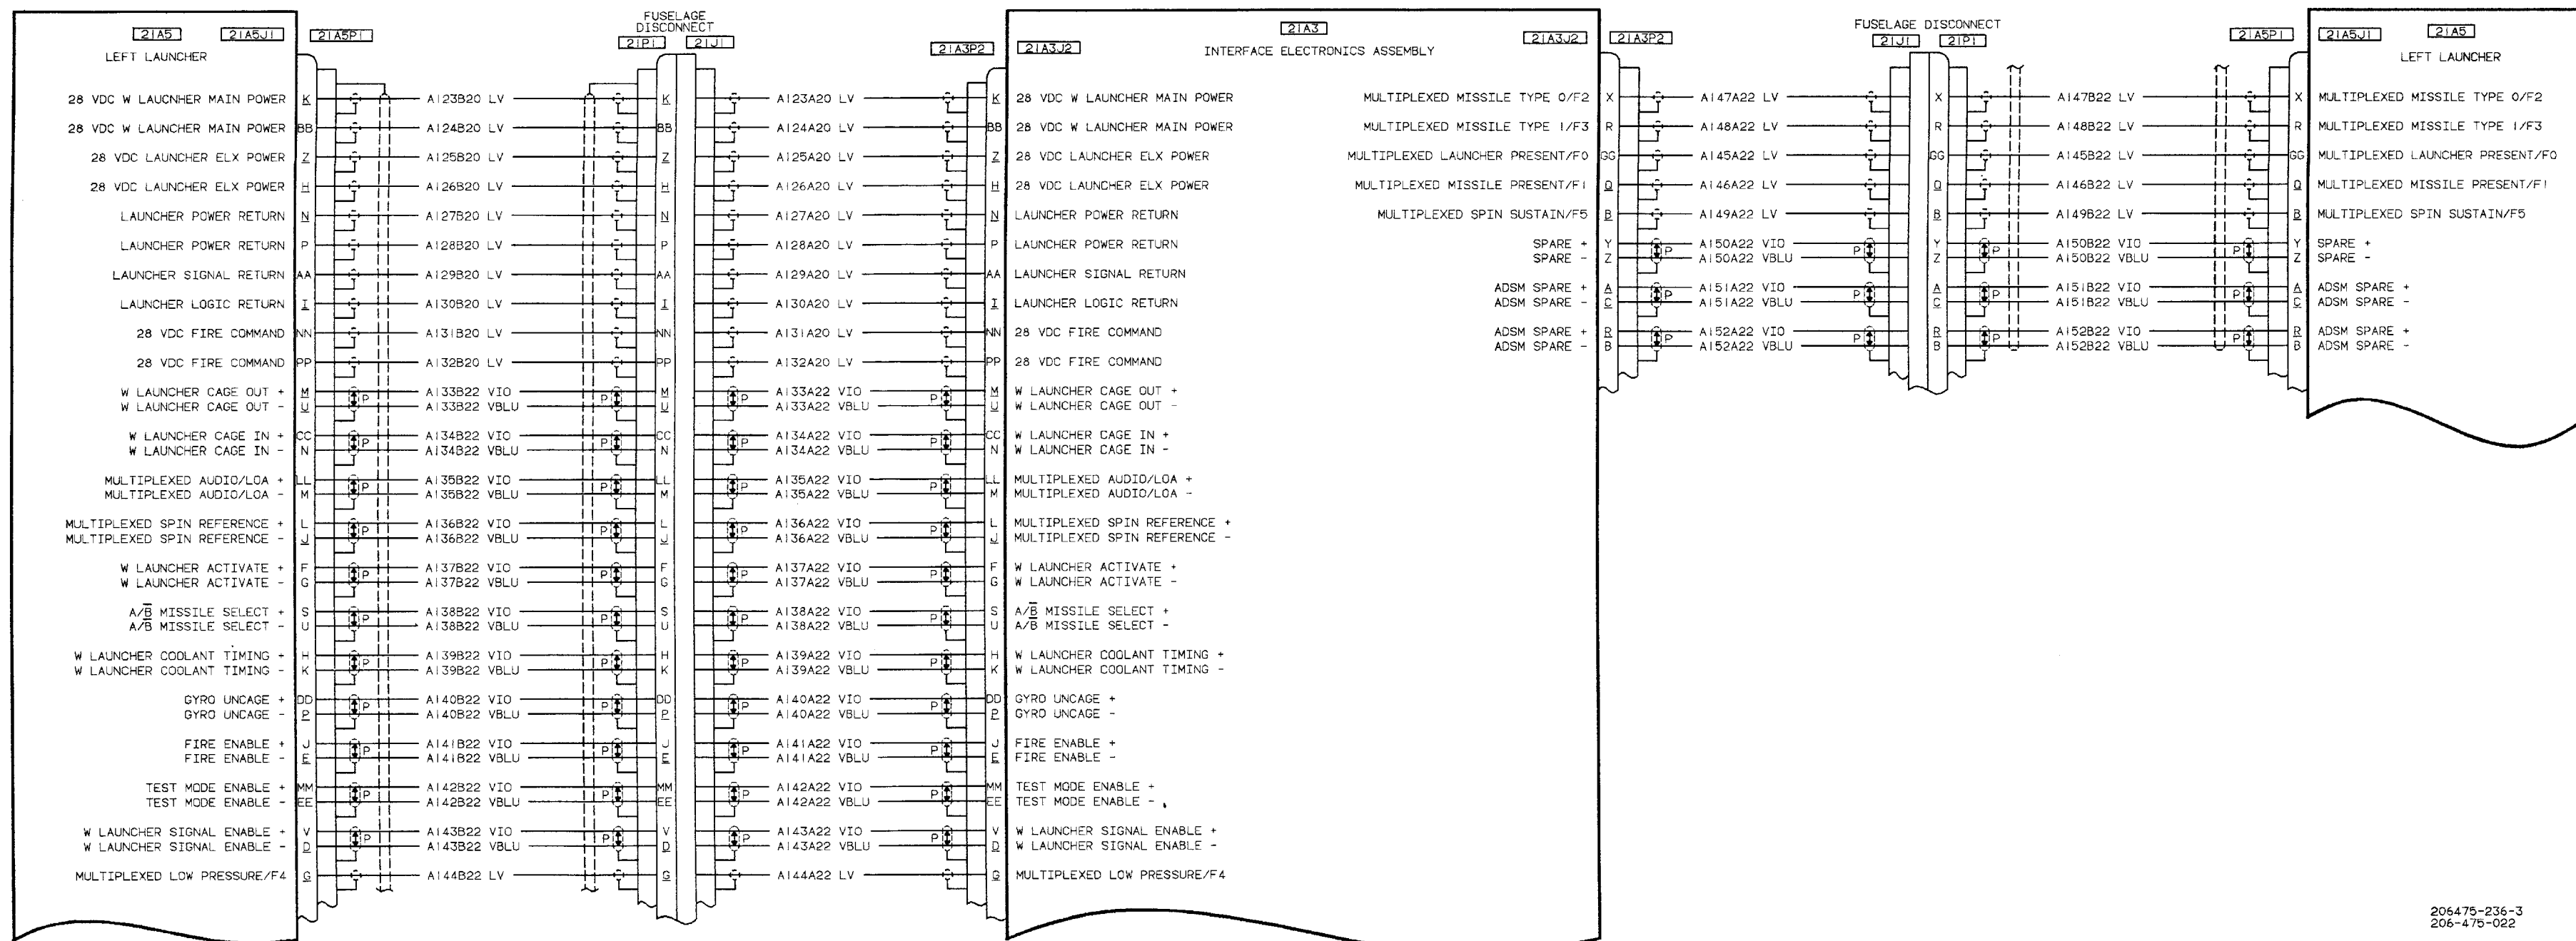 FUSELAGE
DISCONNECT
21A5 21A5J1 21A5P1 21P1 21J1 21A3P2 21A3J2
LEFT LAUNCHER
28 VDC W LAUCNHER MAIN POWER K A123B20 LV K A123A20 LV K 28 VDC W LAUNCHER MAIN POWER
28 VDC W LAUNCHER MAIN POWER BB A124B20 LV BB A124A20 LV BB 28 VDC W LAUNCHER MAIN POWER
28 VDC LAUNCHER ELX POWER Z A125B20 LV Z A125A20 LV Z 28 VDC LAUNCHER ELX POWER
28 VDC LAUNCHER ELX POWER H A126B20 LV H A126A20 LV H 28 VDC LAUNCHER ELX POWER
LAUNCHER POWER RETURN N A127B20 LV N A127A20 LV N LAUNCHER POWER RETURN
LAUNCHER POWER RETURN P A128B20 LV P A128A20 LV P LAUNCHER POWER RETURN
LAUNCHER SIGNAL RETURN AA A129B20 LV AA A129A20 LV AA LAUNCHER SIGNAL RETURN
LAUNCHER LOGIC RETURN I A130B20 LV I A130A20 LV I LAUNCHER LOGIC RETURN
28 VDC FIRE COMMAND NN A131B20 LV NN A131A20 LV NN 28 VDC FIRE COMMAND
28 VDC FIRE COMMAND PP A132B20 LV PP A132A20 LV PP 28 VDC FIRE COMMAND
W LAUNCHER CAGE OUT + M A133B22 VIO M A133A22 VIO M W LAUNCHER CAGE OUT +
P P P P
W LAUNCHER CAGE OUT - U A133B22 VBLU U A133A22 VBLU U W LAUNCHER CAGE OUT -
W LAUNCHER CAGE IN + CC A134B22 VIO CC A134A22 VIO CC W LAUNCHER CAGE IN +
P P P P
W LAUNCHER CAGE IN - N A134B22 VBLU N A134A22 VBLU N W LAUNCHER CAGE IN -
MULTIPLEXED AUDIO/LOA + LL A135B22 VIO LL A135A22 VIO LL MULTIPLEXED AUDIO/LOA +
P P P P
MULTIPLEXED AUDIO/LOA - M A135B22 VBLU M A135A22 VBLU M MULTIPLEXED AUDIO/LOA -
MULTIPLEXED SPIN REFERENCE + L A136B22 VIO L A136A22 VIO L MULTIPLEXED SPIN REFERENCE +
P P P P
MULTIPLEXED SPIN REFERENCE - J A136B22 VBLU J A136A22 VBLU J MULTIPLEXED SPIN REFERENCE -
W LAUNCHER ACTIVATE + F A137B22 VIO F A137A22 VIO F W LAUNCHER ACTIVATE +
P P P P
W LAUNCHER ACTIVATE - G A137B22 VBLU G A137A22 VBLU G W LAUNCHER ACTIVATE -
A/B̅ MISSILE SELECT + S A138B22 VIO S A138A22 VIO S A/B̅ MISSILE SELECT +
P P P P
A/B̅ MISSILE SELECT - U A138B22 VBLU U A138A22 VBLU U A/B̅ MISSILE SELECT -
W LAUNCHER COOLANT TIMING + H A139B22 VIO H A139A22 VIO H W LAUNCHER COOLANT TIMING +
P P P P
W LAUNCHER COOLANT TIMING - K A139B22 VBLU K A139A22 VBLU K W LAUNCHER COOLANT TIMING -
GYRO UNCAGE + DD A140B22 VIO DD A140A22 VIO DD GYRO UNCAGE +
P P P P
GYRO UNCAGE - P A140B22 VBLU P A140A22 VBLU P GYRO UNCAGE -
FIRE ENABLE + J A141B22 VIO J A141A22 VIO J FIRE ENABLE +
P P P P
FIRE ENABLE - E A141B22 VBLU E A141A22 VBLU E FIRE ENABLE -
TEST MODE ENABLE + MM A142B22 VIO MM A142A22 VIO MM TEST MODE ENABLE +
P P P P
TEST MODE ENABLE - EE A142B22 VBLU EE A142A22 VBLU EE TEST MODE ENABLE -
W LAUNCHER SIGNAL ENABLE + V A143B22 VIO V A143A22 VIO V W LAUNCHER SIGNAL ENABLE +
P P P P
W LAUNCHER SIGNAL ENABLE - D A143B22 VBLU D A143A22 VBLU D W LAUNCHER SIGNAL ENABLE -
MULTIPLEXED LOW PRESSURE/F4 G A144B22 LV G A144A22 LV G MULTIPLEXED LOW PRESSURE/F4
21A3
INTERFACE ELECTRONICS ASSEMBLY
FUSELAGE DISCONNECT
21A3J2 21A3P2 21J1 21P1 21A5P1 21A5J1 21A5
LEFT LAUNCHER
MULTIPLEXED MISSILE TYPE 0/F2 X A147A22 LV X A147B22 LV X MULTIPLEXED MISSILE TYPE 0/F2
MULTIPLEXED MISSILE TYPE 1/F3 R A148A22 LV R A148B22 LV R MULTIPLEXED MISSILE TYPE 1/F3
MULTIPLEXED LAUNCHER PRESENT/F0 GG A145A22 LV GG A145B22 LV GG MULTIPLEXED LAUNCHER PRESENT/F0
MULTIPLEXED MISSILE PRESENT/F1 Q A146A22 LV Q A146B22 LV Q MULTIPLEXED MISSILE PRESENT/F1
MULTIPLEXED SPIN SUSTAIN/F5 B A149A22 LV B A149B22 LV B MULTIPLEXED SPIN SUSTAIN/F5
SPARE + Y A150A22 VIO Y A150B22 VIO Y SPARE +
P P P P
SPARE - Z A150A22 VBLU Z A150B22 VBLU Z SPARE -
ADSM SPARE + A A151A22 VIO A A151B22 VIO A ADSM SPARE +
P P P P
ADSM SPARE - C A151A22 VBLU C A151B22 VBLU C ADSM SPARE -
ADSM SPARE + R A152A22 VIO R A152B22 VIO R ADSM SPARE +
P P P P
ADSM SPARE - B A152A22 VBLU B A152B22 VBLU B ADSM SPARE -
206475-236-3
206-475-022